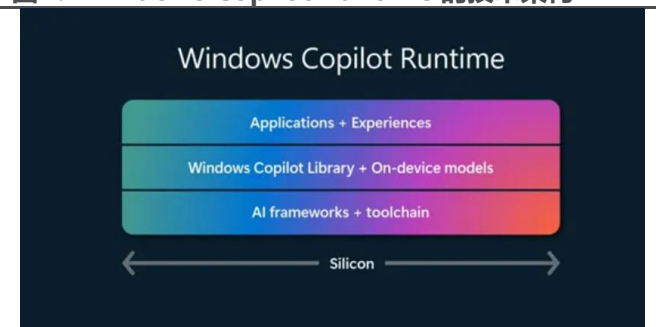 Windows Copilot Runtime
Applications + Experiences
Windows Copilot Library + On-device models
AI frameworks + toolchain
Silicon